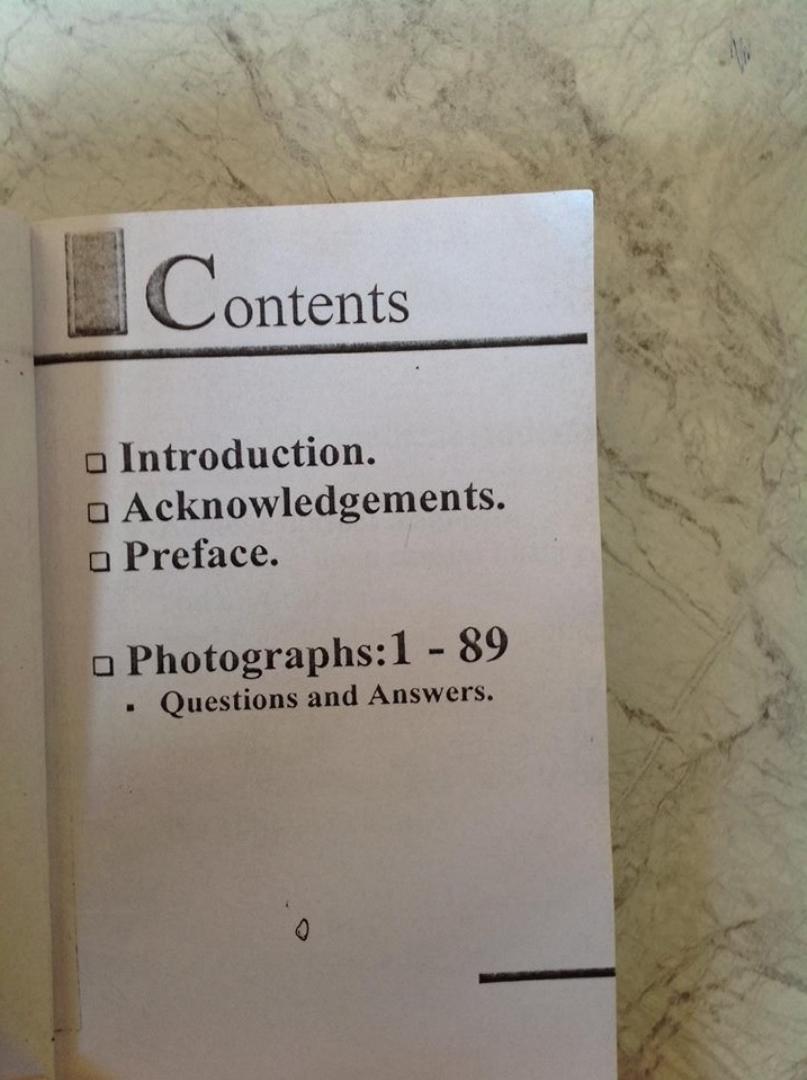 Contents
Introduction.
Acknowledgements.
Preface.
Photographs:1 - 89
Questions and Answers.